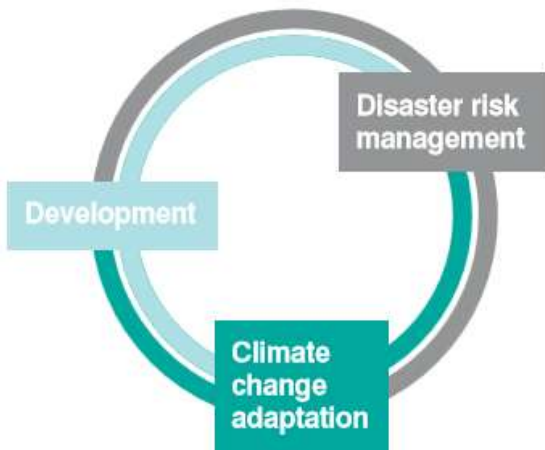 Disaster risk
management
Development
Climate
change
adaptation